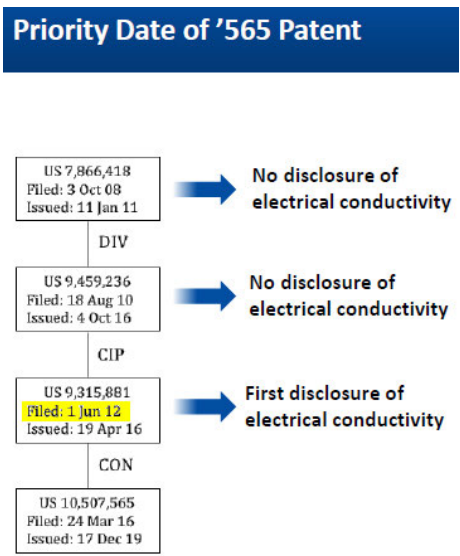 Priority Date of ’565 Patent
US 7,866,418
Filed: 3 Oct 08
Issued: 11 Jan 11
No disclosure of
electrical conductivity
DIV
US 9,459,236
Filed: 18 Aug 10
Issued: 4 Oct 16
No disclosure of
electrical conductivity
CIP
US 9,315,881
Filed: 1 Jun 12
Issued: 19 Apr 16
First disclosure of
electrical conductivity
CON
US 10,507,565
Filed: 24 Mar 16
Issued: 17 Dec 19